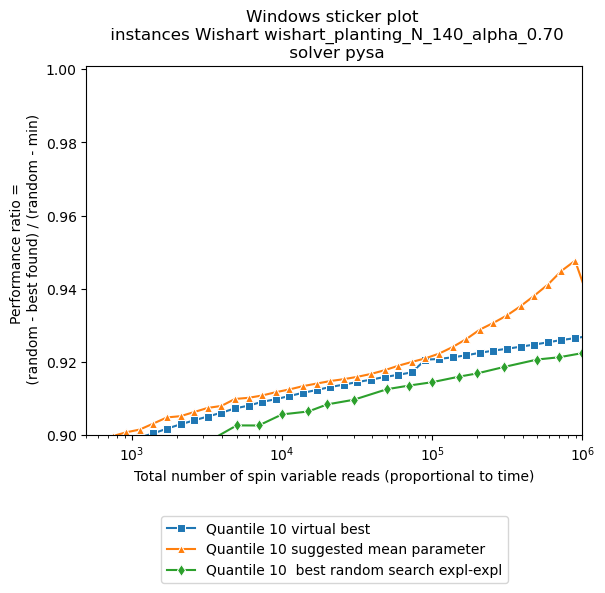 Windows sticker plot
instances Wishart wishart_planting_N_140_alpha_0.70
solver pysa
Performance ratio =
(random - best found) / (random - min)
1.00
0.98
0.96
0.94
0.92
0.90
10³
10⁴
10⁵
10⁶
Total number of spin variable reads (proportional to time)
Quantile 10 virtual best
Quantile 10 suggested mean parameter
Quantile 10  best random search expl-expl